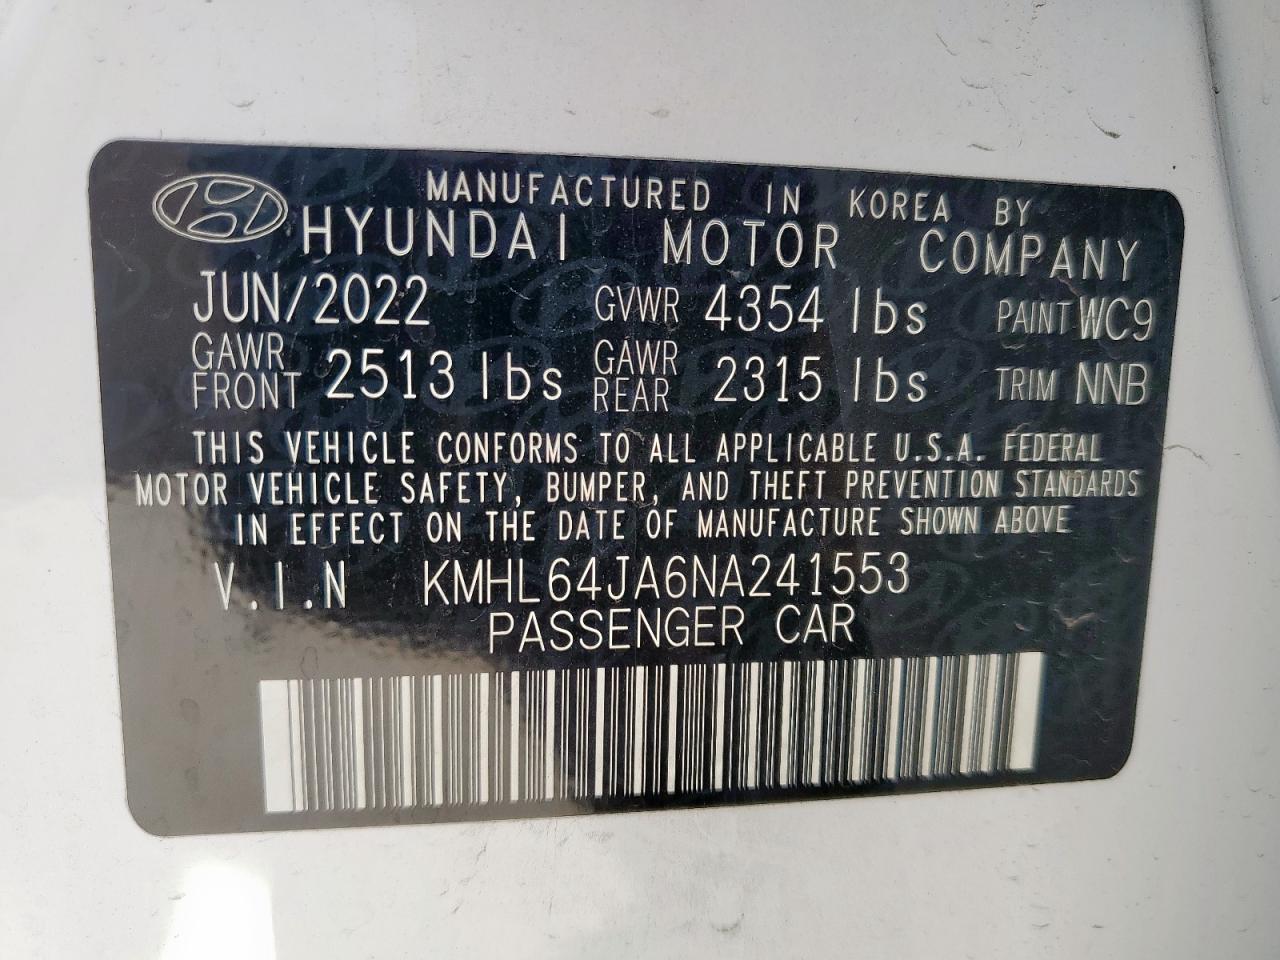 MANUFACTURED IN KOREA BY
HYUNDAI MOTOR COMPANY
JUN/2022 GVWR 4354 lbs PAINT WC9
GAWR FRONT 2513 lbs GAWR REAR 2315 lbs TRIM NNB
THIS VEHICLE CONFORMS TO ALL APPLICABLE U.S.A. FEDERAL
MOTOR VEHICLE SAFETY, BUMPER, AND THEFT PREVENTION STANDARDS
IN EFFECT ON THE DATE OF MANUFACTURE SHOWN ABOVE
V.I.N KMHL64JA6NA241553
PASSENGER CAR